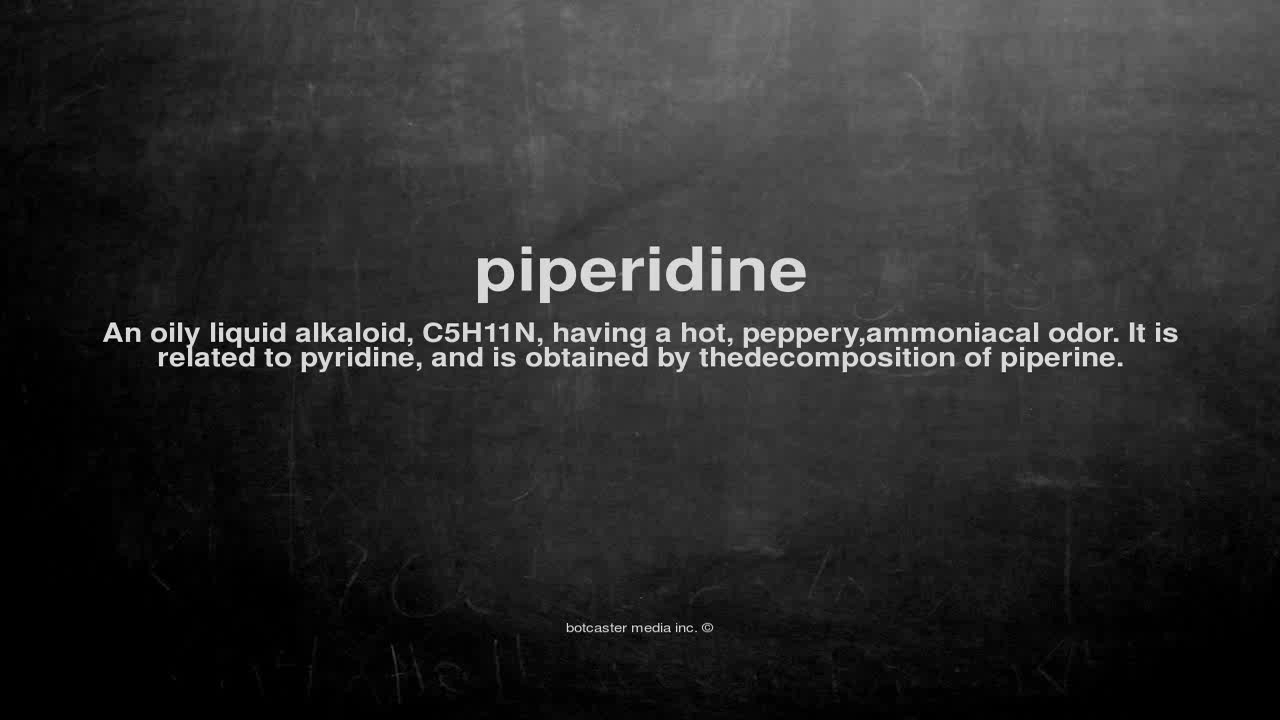 piperidine
An oily liquid alkaloid, C5H11N, having a hot, peppery,ammoniacal odor. It is
related to pyridine, and is obtained by thedecomposition of piperine.
botcaster media inc. ©